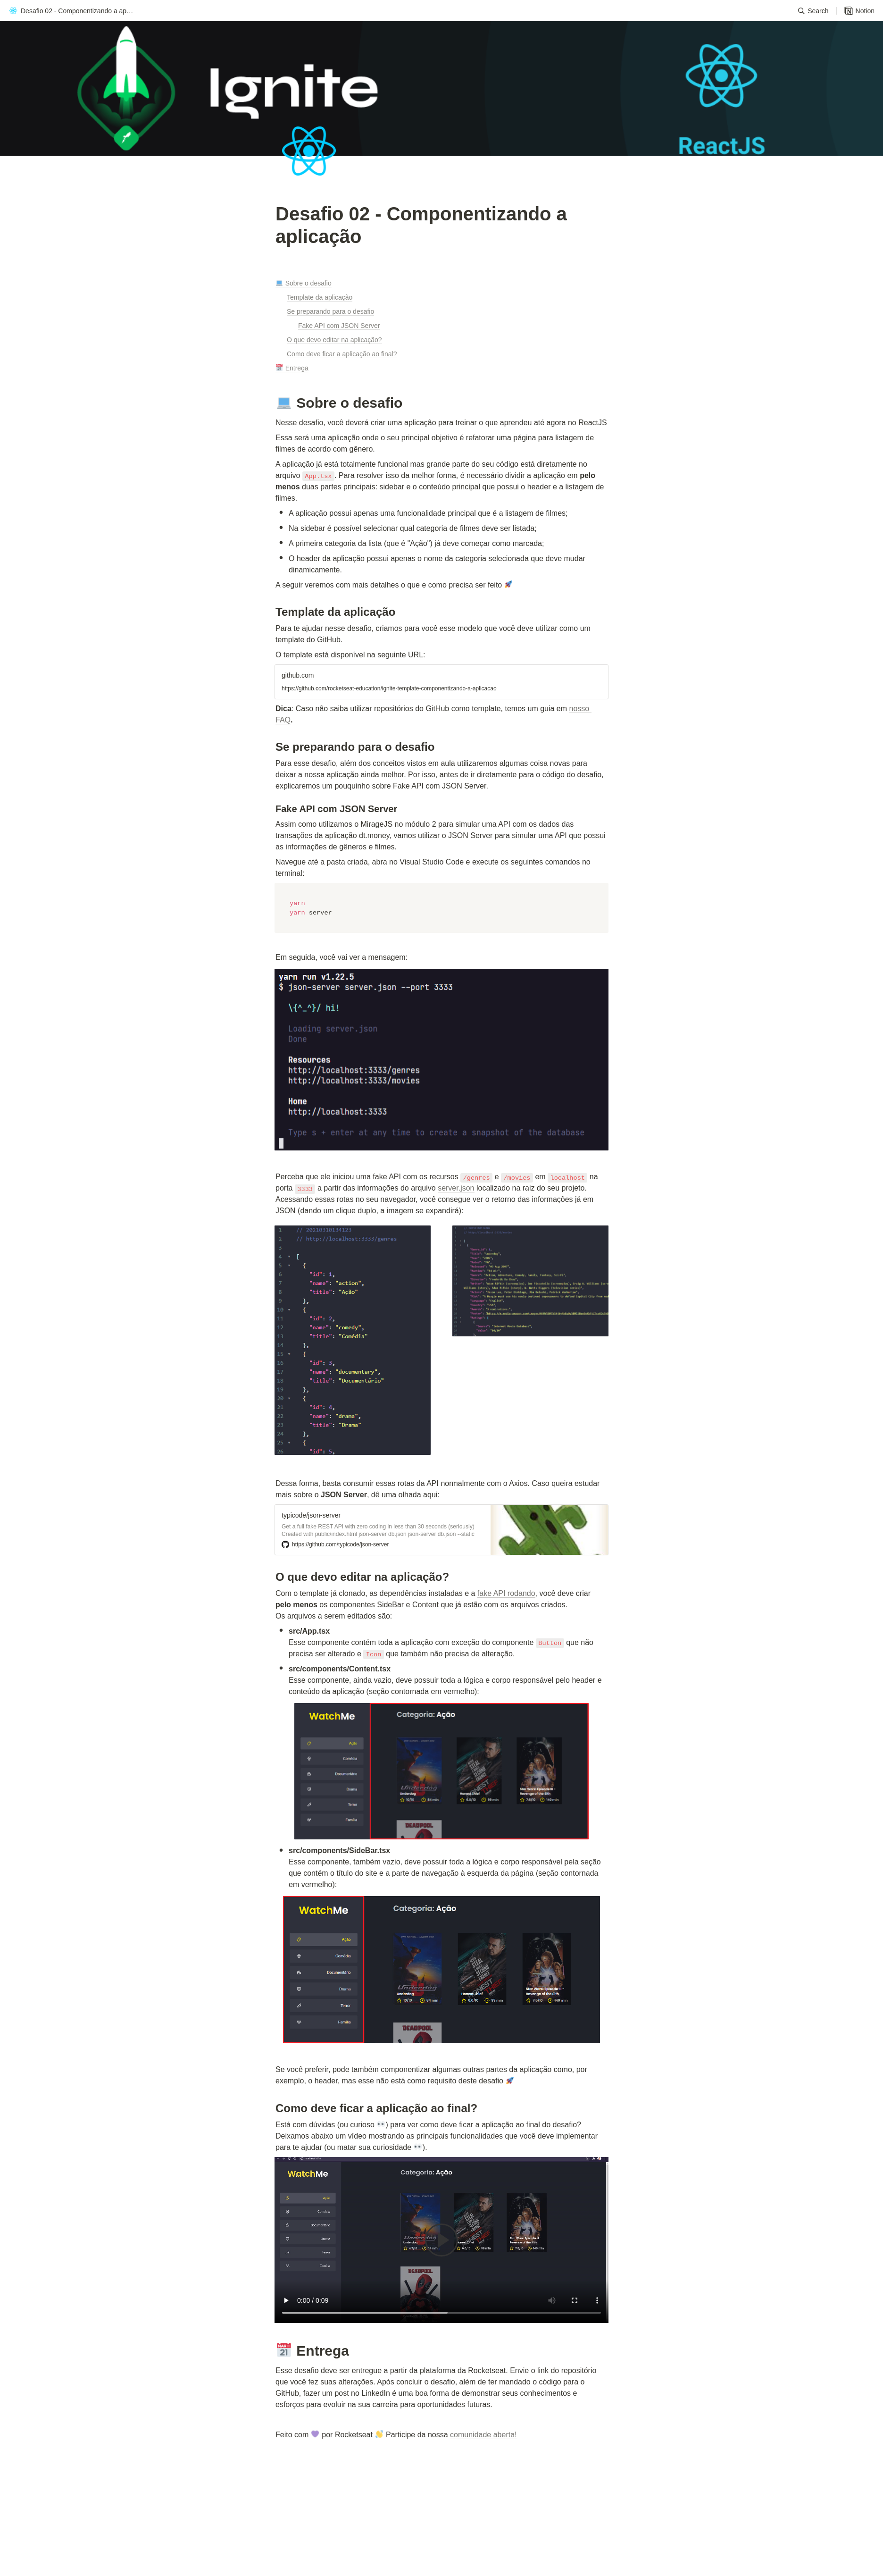 Desafio 02 - Componentizando a ap…
Search
Notion
Ignite
ReactJS
Desafio 02 - Componentizando a
aplicação
Sobre o desafio
Template da aplicação
Se preparando para o desafio
Fake API com JSON Server
O que devo editar na aplicação?
Como deve ficar a aplicação ao final?
Entrega
Sobre o desafio
Nesse desafio, você deverá criar uma aplicação para treinar o que aprendeu até agora no ReactJS
Essa será uma aplicação onde o seu principal objetivo é refatorar uma página para listagem de
filmes de acordo com gênero.
A aplicação já está totalmente funcional mas grande parte do seu código está diretamente no
arquivo App.tsx. Para resolver isso da melhor forma, é necessário dividir a aplicação em pelo
menos duas partes principais: sidebar e o conteúdo principal que possui o header e a listagem de
filmes.
• A aplicação possui apenas uma funcionalidade principal que é a listagem de filmes;
• Na sidebar é possível selecionar qual categoria de filmes deve ser listada;
• A primeira categoria da lista (que é "Ação") já deve começar como marcada;
• O header da aplicação possui apenas o nome da categoria selecionada que deve mudar
dinamicamente.
A seguir veremos com mais detalhes o que e como precisa ser feito 🚀
Template da aplicação
Para te ajudar nesse desafio, criamos para você esse modelo que você deve utilizar como um
template do GitHub.
O template está disponível na seguinte URL:
github.com
https://github.com/rocketseat-education/ignite-template-componentizando-a-aplicacao
Dica: Caso não saiba utilizar repositórios do GitHub como template, temos um guia em nosso
FAQ.
Se preparando para o desafio
Para esse desafio, além dos conceitos vistos em aula utilizaremos algumas coisa novas para
deixar a nossa aplicação ainda melhor. Por isso, antes de ir diretamente para o código do desafio,
explicaremos um pouquinho sobre Fake API com JSON Server.
Fake API com JSON Server
Assim como utilizamos o MirageJS no módulo 2 para simular uma API com os dados das
transações da aplicação dt.money, vamos utilizar o JSON Server para simular uma API que possui
as informações de gêneros e filmes.
Navegue até a pasta criada, abra no Visual Studio Code e execute os seguintes comandos no
terminal:
yarn
yarn server
Em seguida, você vai ver a mensagem:
yarn run v1.22.5
$ json-server server.json --port 3333
\{^_^}/ hi!
Loading server.json
Done
Resources
http://localhost:3333/genres
http://localhost:3333/movies
Home
http://localhost:3333
Type s + enter at any time to create a snapshot of the database
Perceba que ele iniciou uma fake API com os recursos /genres e /movies em localhost na
porta 3333 a partir das informações do arquivo server.json localizado na raiz do seu projeto.
Acessando essas rotas no seu navegador, você consegue ver o retorno das informações já em
JSON (dando um clique duplo, a imagem se expandirá):
2 // http://localhost:3333/genres
3
4 [
5 {
6 "id": 1,
7 "name": "action",
8 "title": "Ação"
9 },
10 {
11 "id": 2,
12 "name": "comedy",
13 "title": "Comédia"
14 },
15 {
16 "id": 3,
17 "name": "documentary",
18 "title": "Documentário"
19 },
20 {
21 "id": 4,
22 "name": "drama",
23 "title": "Drama"
24 },
25 {
26 "id": 5,
Dessa forma, basta consumir essas rotas da API normalmente com o Axios. Caso queira estudar
mais sobre o JSON Server, dê uma olhada aqui:
typicode/json-server
Get a full fake REST API with zero coding in less than 30 seconds (seriously)
Created with public/index.html json-server db.json json-server db.json --static
https://github.com/typicode/json-server
O que devo editar na aplicação?
Com o template já clonado, as dependências instaladas e a fake API rodando, você deve criar
pelo menos os componentes SideBar e Content que já estão com os arquivos criados.
Os arquivos a serem editados são:
• src/App.tsx
Esse componente contém toda a aplicação com exceção do componente Button que não
precisa ser alterado e Icon que também não precisa de alteração.
• src/components/Content.tsx
Esse componente, ainda vazio, deve possuir toda a lógica e corpo responsável pelo header e
conteúdo da aplicação (seção contornada em vermelho):
WatchMe
Categoria: Ação
Ação
Comédia
Documentário
Drama
Terror
Família
Underdog
DEADPOOL
• src/components/SideBar.tsx
Esse componente, também vazio, deve possuir toda a lógica e corpo responsável pela seção
que contém o título do site e a parte de navegação à esquerda da página (seção contornada
em vermelho):
WatchMe
Categoria: Ação
Ação
Comédia
Documentário
Drama
Terror
Família
Underdog
DEADPOOL
Se você preferir, pode também componentizar algumas outras partes da aplicação como, por
exemplo, o header, mas esse não está como requisito deste desafio 🚀
Como deve ficar a aplicação ao final?
Está com dúvidas (ou curioso **) para ver como deve ficar a aplicação ao final do desafio?
Deixamos abaixo um vídeo mostrando as principais funcionalidades que você deve implementar
para te ajudar (ou matar sua curiosidade **).
WatchMe
Categoria: Ação
Ação
Comédia
Documentário
Drama
Terror
Família
DEADPOOL
0:00 / 0:09
Entrega
Esse desafio deve ser entregue a partir da plataforma da Rocketseat. Envie o link do repositório
que você fez suas alterações. Após concluir o desafio, além de ter mandado o código para o
GitHub, fazer um post no LinkedIn é uma boa forma de demonstrar seus conhecimentos e
esforços para evoluir na sua carreira para oportunidades futuras.
Feito com 💜 por Rocketseat 👋 Participe da nossa comunidade aberta!